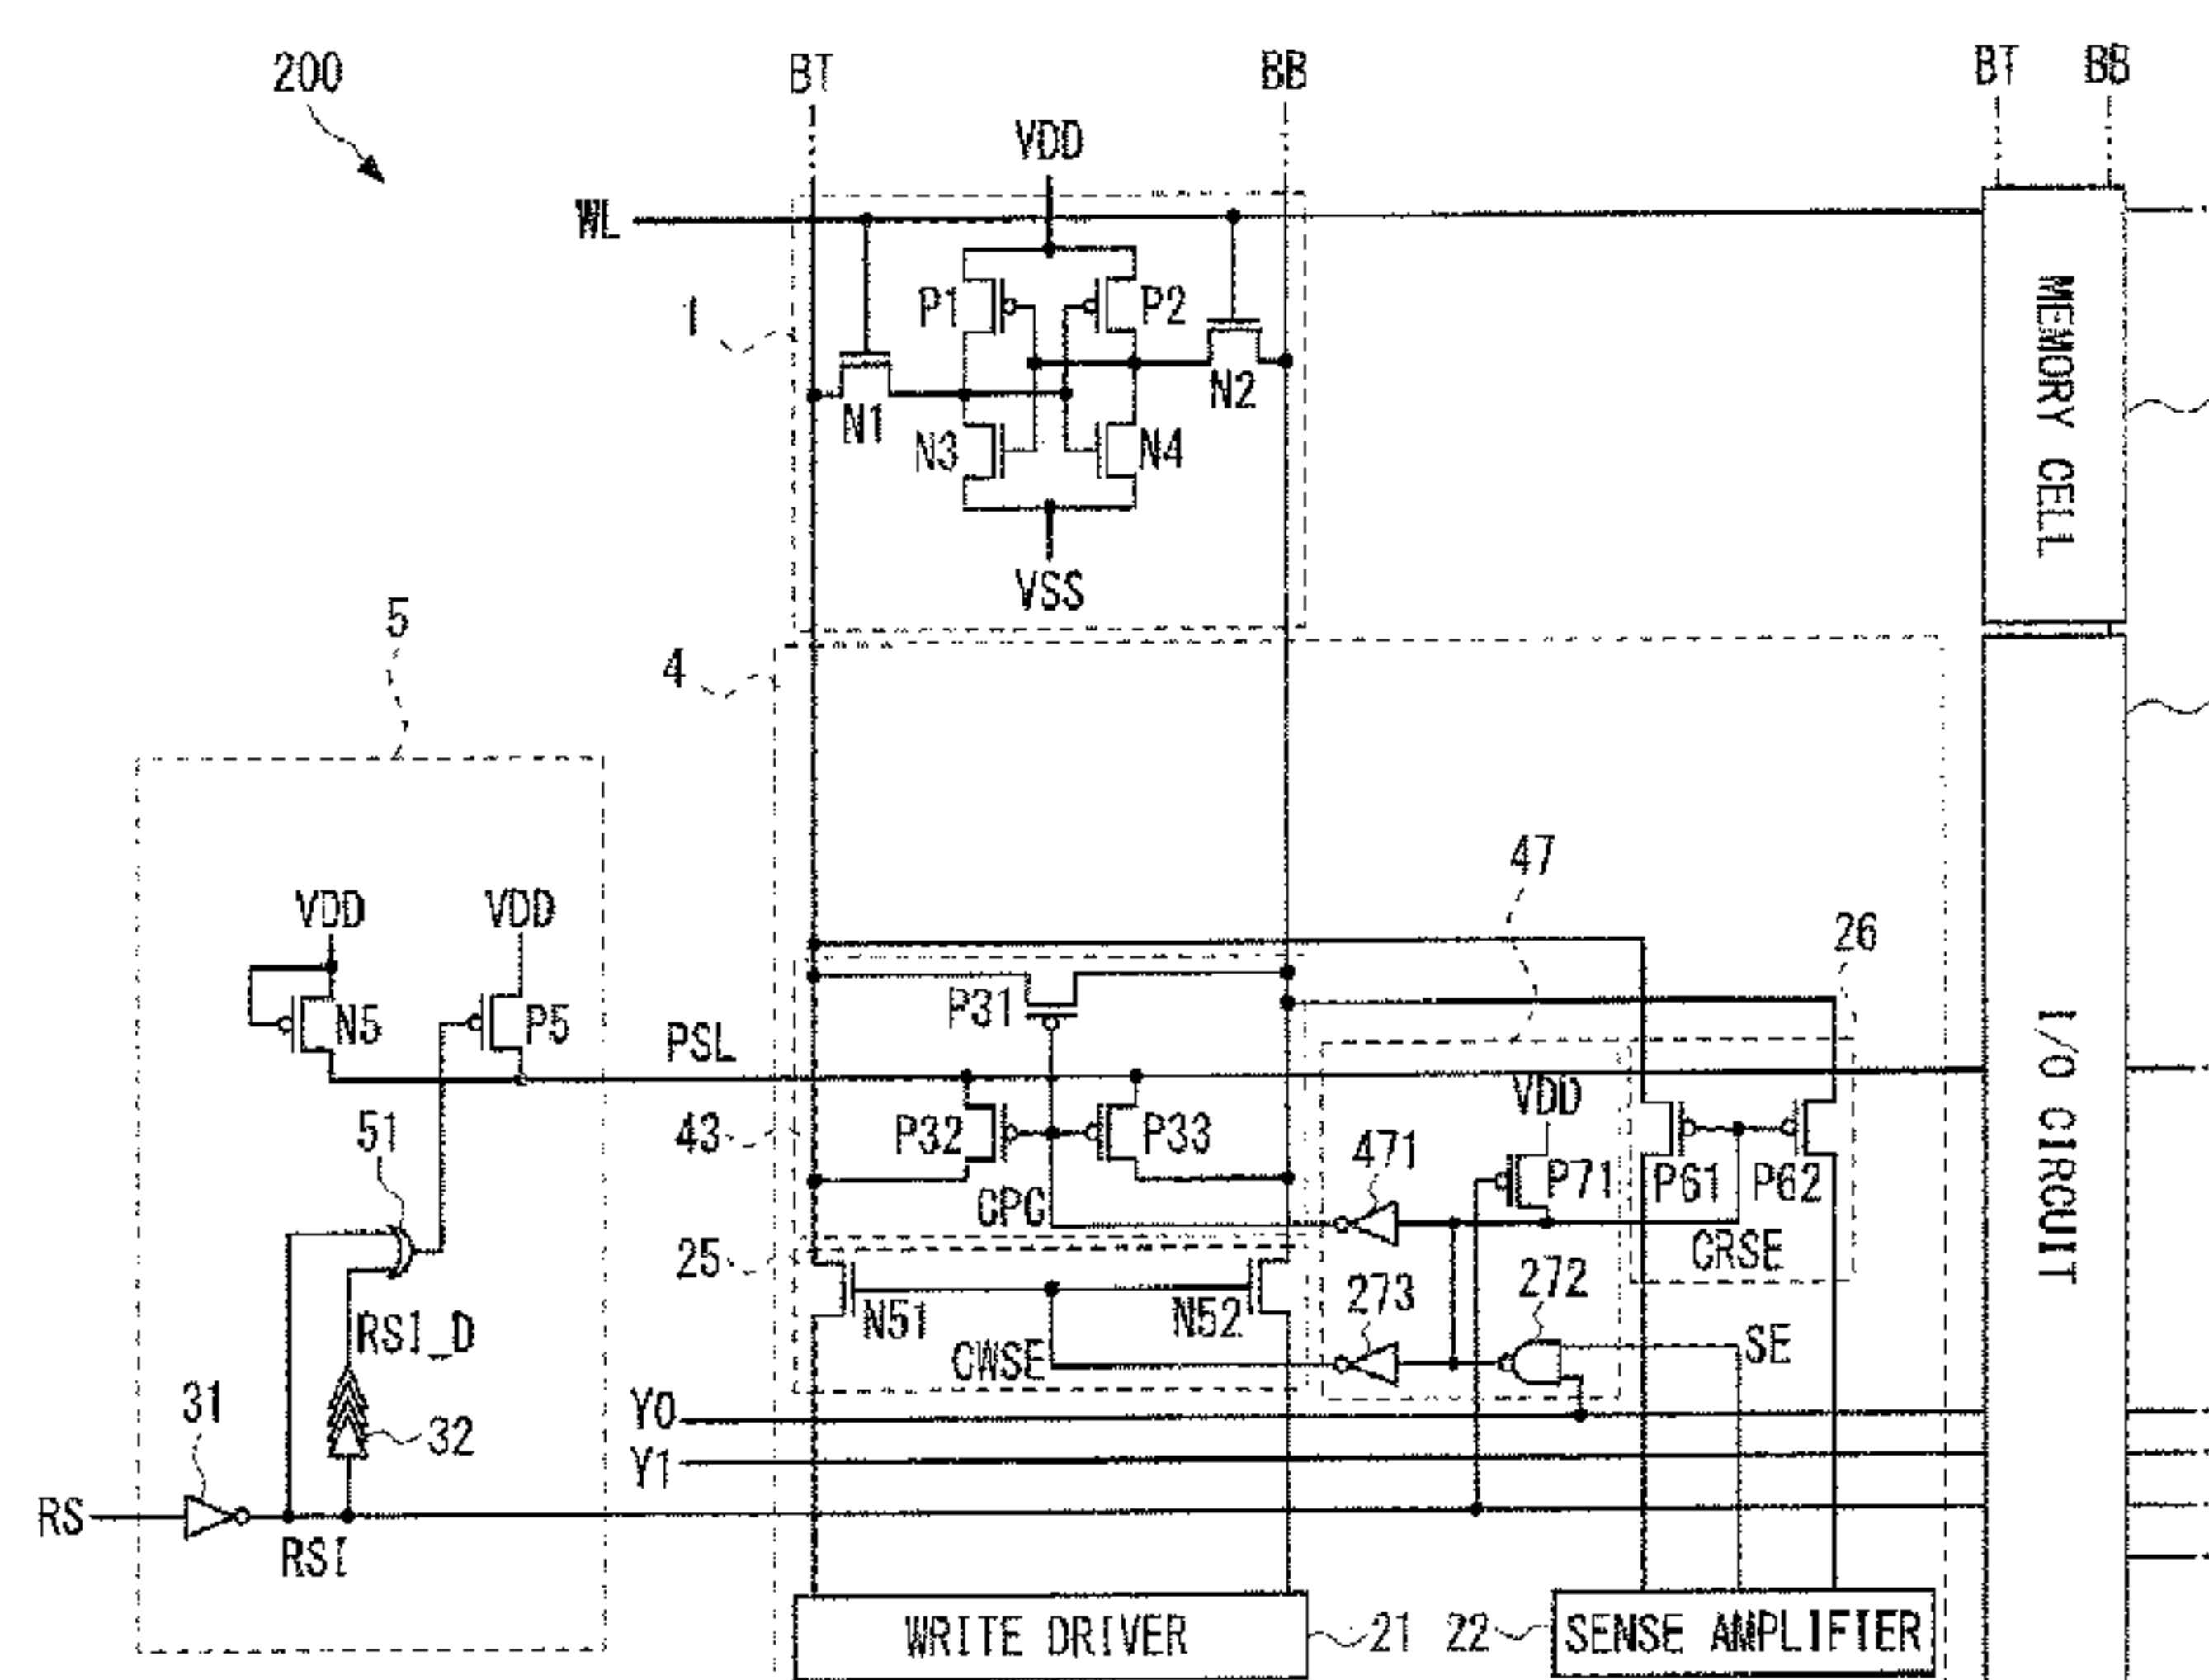 200
BT
BB
BT
BB
VDD
WL
P1
P2
1
N1
N2
N3
N4
VSS
MEMORY CELL
5
4
47
26
VDD
VDD
N5
P5
PSL
P31
VDD
51
43
P32
P33
471
P71
P61
P62
CPC
CRSE
25
N51
N52
273
272
RSI_D
CWSE
SE
31
32
Y0
Y1
RS
RSI
I/O CIRCUIT
WRITE DRIVER
21
22
SENSE AMPLIFIER